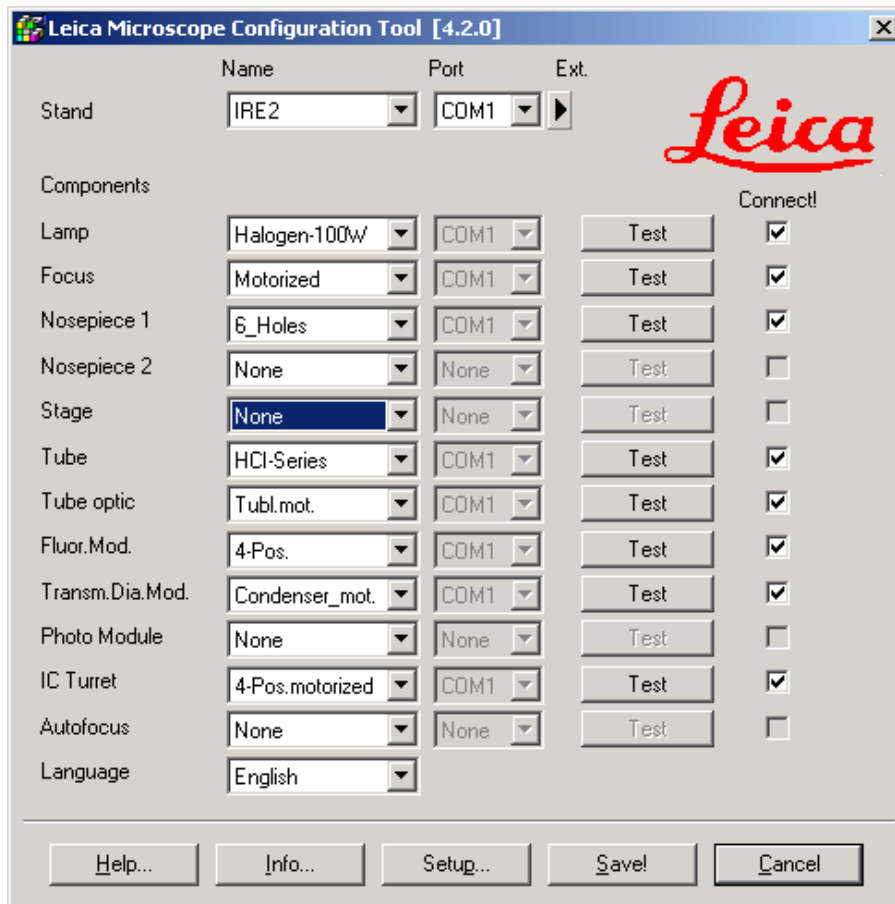 Leica Microscope Configuration Tool [4.2.0]
Name Port Ext.
Stand IRE2 COM1
Leica
Components
Connect!
Lamp Halogen-100W COM1 Test
Focus Motorized COM1 Test
Nosepiece 1 6_Holes COM1 Test
Nosepiece 2 None None Test
Stage None None Test
Tube HCI-Series COM1 Test
Tube optic Tubl.mot. COM1 Test
Fluor.Mod. 4-Pos. COM1 Test
Transm.Dia.Mod. Condenser_mot. COM1 Test
Photo Module None None Test
IC Turret 4-Pos.motorized COM1 Test
Autofocus None None Test
Language English
Help... Info... Setup... Save! Cancel